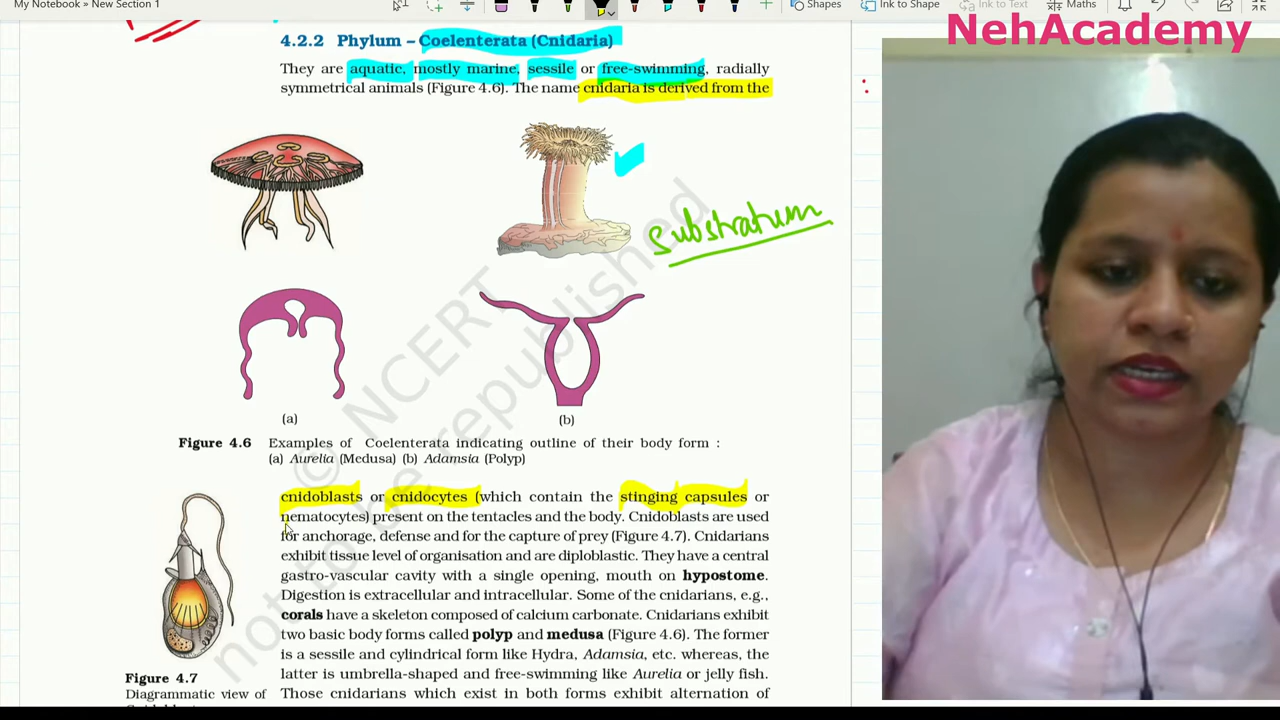 My Notebook » New Section 1
Shapes
Ink to Shape
Ink to Text
Maths
NehAcademy
4.2.2 Phylum – Coelenterata (Cnidaria)
They are aquatic, mostly marine, sessile or free-swimming, radially
symmetrical animals (Figure 4.6). The name cnidaria is derived from the
substratum
© NCERT
not to be republished
(a)
(b)
Figure 4.6 Examples of Coelenterata indicating outline of their body form :
(a) Aurelia (Medusa) (b) Adamsia (Polyp)
cnidoblasts or cnidocytes (which contain the stinging capsules or
nematocytes) present on the tentacles and the body. Cnidoblasts are used
for anchorage, defense and for the capture of prey (Figure 4.7). Cnidarians
exhibit tissue level of organisation and are diploblastic. They have a central
gastro-vascular cavity with a single opening, mouth on hypostome.
Digestion is extracellular and intracellular. Some of the cnidarians, e.g.,
corals have a skeleton composed of calcium carbonate. Cnidarians exhibit
two basic body forms called polyp and medusa (Figure 4.6). The former
is a sessile and cylindrical form like Hydra, Adamsia, etc. whereas, the
latter is umbrella-shaped and free-swimming like Aurelia or jelly fish.
Those cnidarians which exist in both forms exhibit alternation of
Figure 4.7
Diagrammatic view of